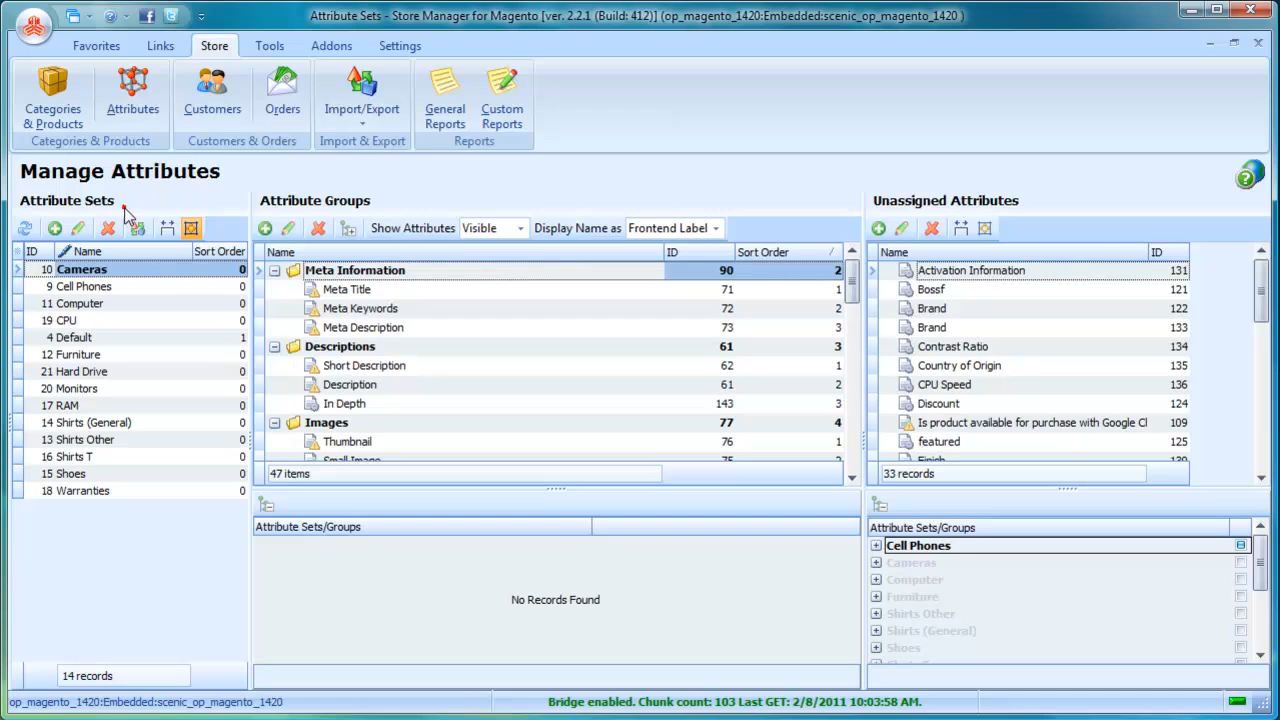 Attribute Sets - Store Manager for Magento [ver. 2.2.1 (Build: 412)] (op_magento_1420:Embedded:scenic_op_magento_1420 )
Favorites Links Store Tools Addons Settings
Categories & Products
Attributes
Customers
Orders
Import/Export
General Reports
Custom Reports
Categories & Products
Customers & Orders
Import & Export
Reports
Manage Attributes
Attribute Sets
ID Name Sort Order
10 Cameras 0
9 Cell Phones 0
11 Computer 0
19 CPU 0
4 Default 1
12 Furniture 0
21 Hard Drive 0
20 Monitors 0
17 RAM 0
14 Shirts (General) 0
13 Shirts Other 0
16 Shirts T 0
15 Shoes 0
18 Warranties 0
14 records
Attribute Groups
Show Attributes Visible Display Name as Frontend Label
Name ID Sort Order
Meta Information 90 2
Meta Title 71 1
Meta Keywords 72 2
Meta Description 73 3
Descriptions 61 3
Short Description 62 1
Description 61 2
In Depth 143 3
Images 77 4
Thumbnail 76 1
Small Image 75 2
47 items
Attribute Sets/Groups
No Records Found
Unassigned Attributes
Name ID
Activation Information 131
Bossf 121
Brand 122
Brand 133
Contrast Ratio 134
Country of Origin 135
CPU Speed 136
Discount 124
Is product available for purchase with Google Cl 109
featured 125
Finish
33 records
Attribute Sets/Groups
Cell Phones
Cameras
Computer
Furniture
Shirts Other
Shirts (General)
Shoes
op_magento_1420:Embedded:scenic_op_magento_1420
Bridge enabled. Chunk count: 103 Last GET: 2/8/2011 10:03:58 AM.